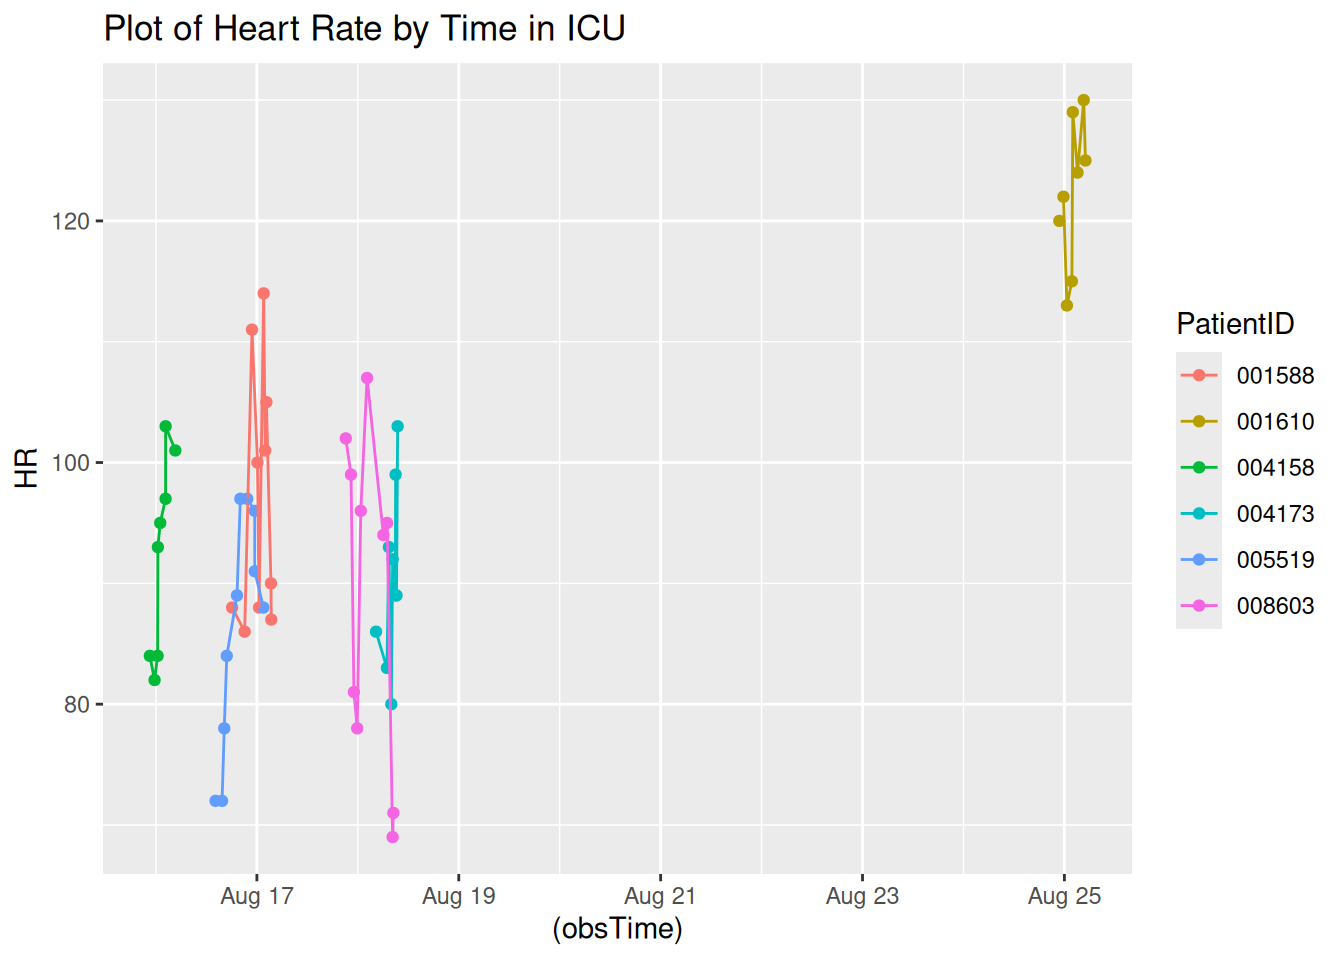 Plot of Heart Rate by Time in ICU
HR
120
100
80
Aug 17
Aug 19
Aug 21
Aug 23
Aug 25
(obsTime)
PatientID
001588
001610
004158
004173
005519
008603